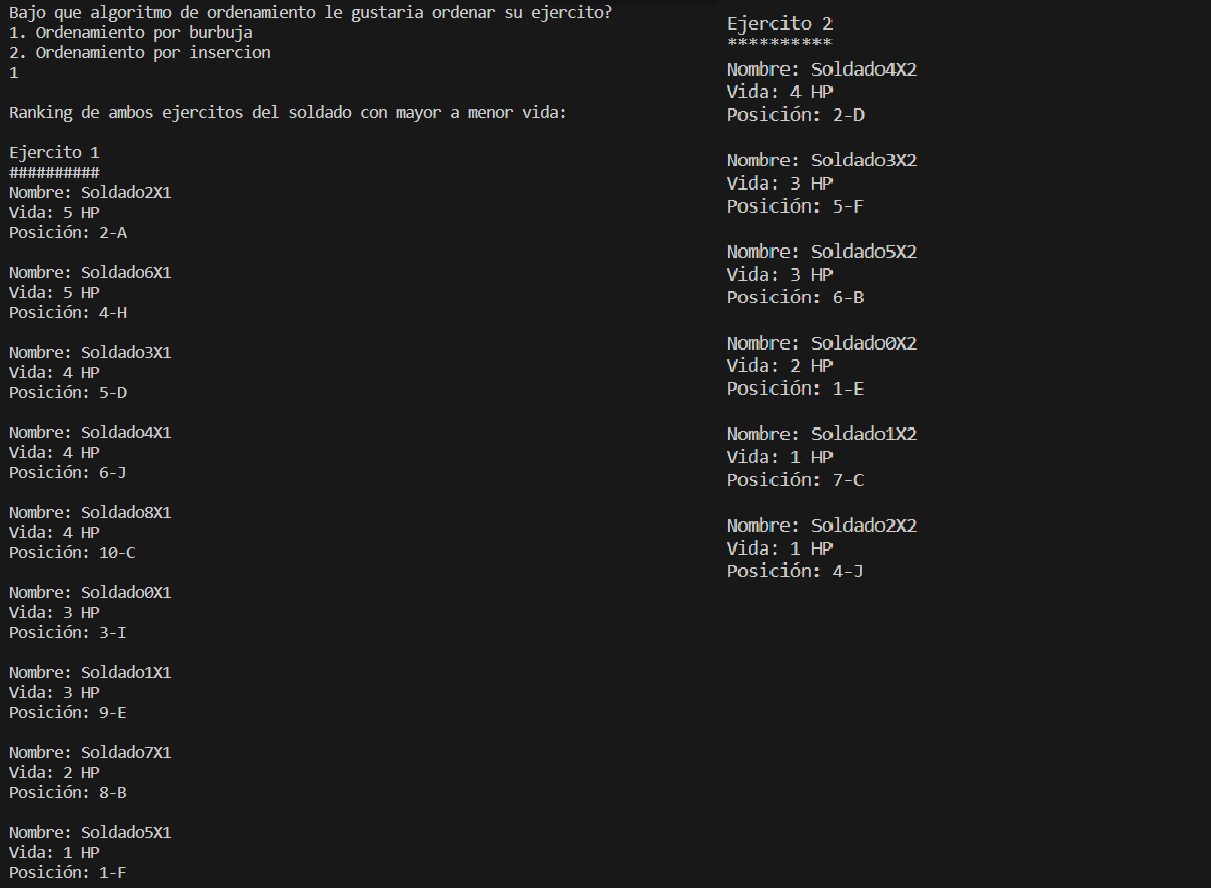 Bajo que algoritmo de ordenamiento le gustaria ordenar su ejercito?
1. Ordenamiento por burbuja
2. Ordenamiento por insercion
1
Ranking de ambos ejercitos del soldado con mayor a menor vida:
Ejercito 1
##########
Nombre: Soldado2X1
Vida: 5 HP
Posición: 2-A
Nombre: Soldado6X1
Vida: 5 HP
Posición: 4-H
Nombre: Soldado3X1
Vida: 4 HP
Posición: 5-D
Nombre: Soldado4X1
Vida: 4 HP
Posición: 6-J
Nombre: Soldado8X1
Vida: 4 HP
Posición: 10-C
Nombre: Soldado0X1
Vida: 3 HP
Posición: 3-I
Nombre: Soldado1X1
Vida: 3 HP
Posición: 9-E
Nombre: Soldado7X1
Vida: 2 HP
Posición: 8-B
Nombre: Soldado5X1
Vida: 1 HP
Posición: 1-F
Ejercito 2
**********
Nombre: Soldado4X2
Vida: 4 HP
Posición: 2-D
Nombre: Soldado3X2
Vida: 3 HP
Posición: 5-F
Nombre: Soldado5X2
Vida: 3 HP
Posición: 6-B
Nombre: Soldado0X2
Vida: 2 HP
Posición: 1-E
Nombre: Soldado1X2
Vida: 1 HP
Posición: 7-C
Nombre: Soldado2X2
Vida: 1 HP
Posición: 4-J